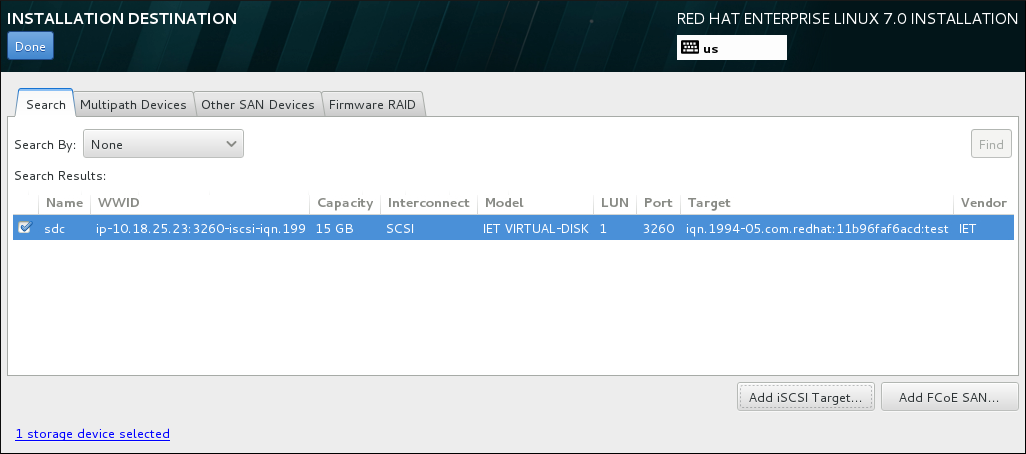 INSTALLATION DESTINATION
RED HAT ENTERPRISE LINUX 7.0 INSTALLATION
Done
us
Search Multipath Devices Other SAN Devices Firmware RAID
Search By: None Find
Search Results:
Name WWID Capacity Interconnect Model LUN Port Target Vendor
sdc ip-10.18.25.23:3260-iscsi-iqn.199 15 GB SCSI IET VIRTUAL-DISK 1 3260 iqn.1994-05.com.redhat:11b96faf6acd:test IET
Add iSCSI Target... Add FCoE SAN...
1 storage device selected